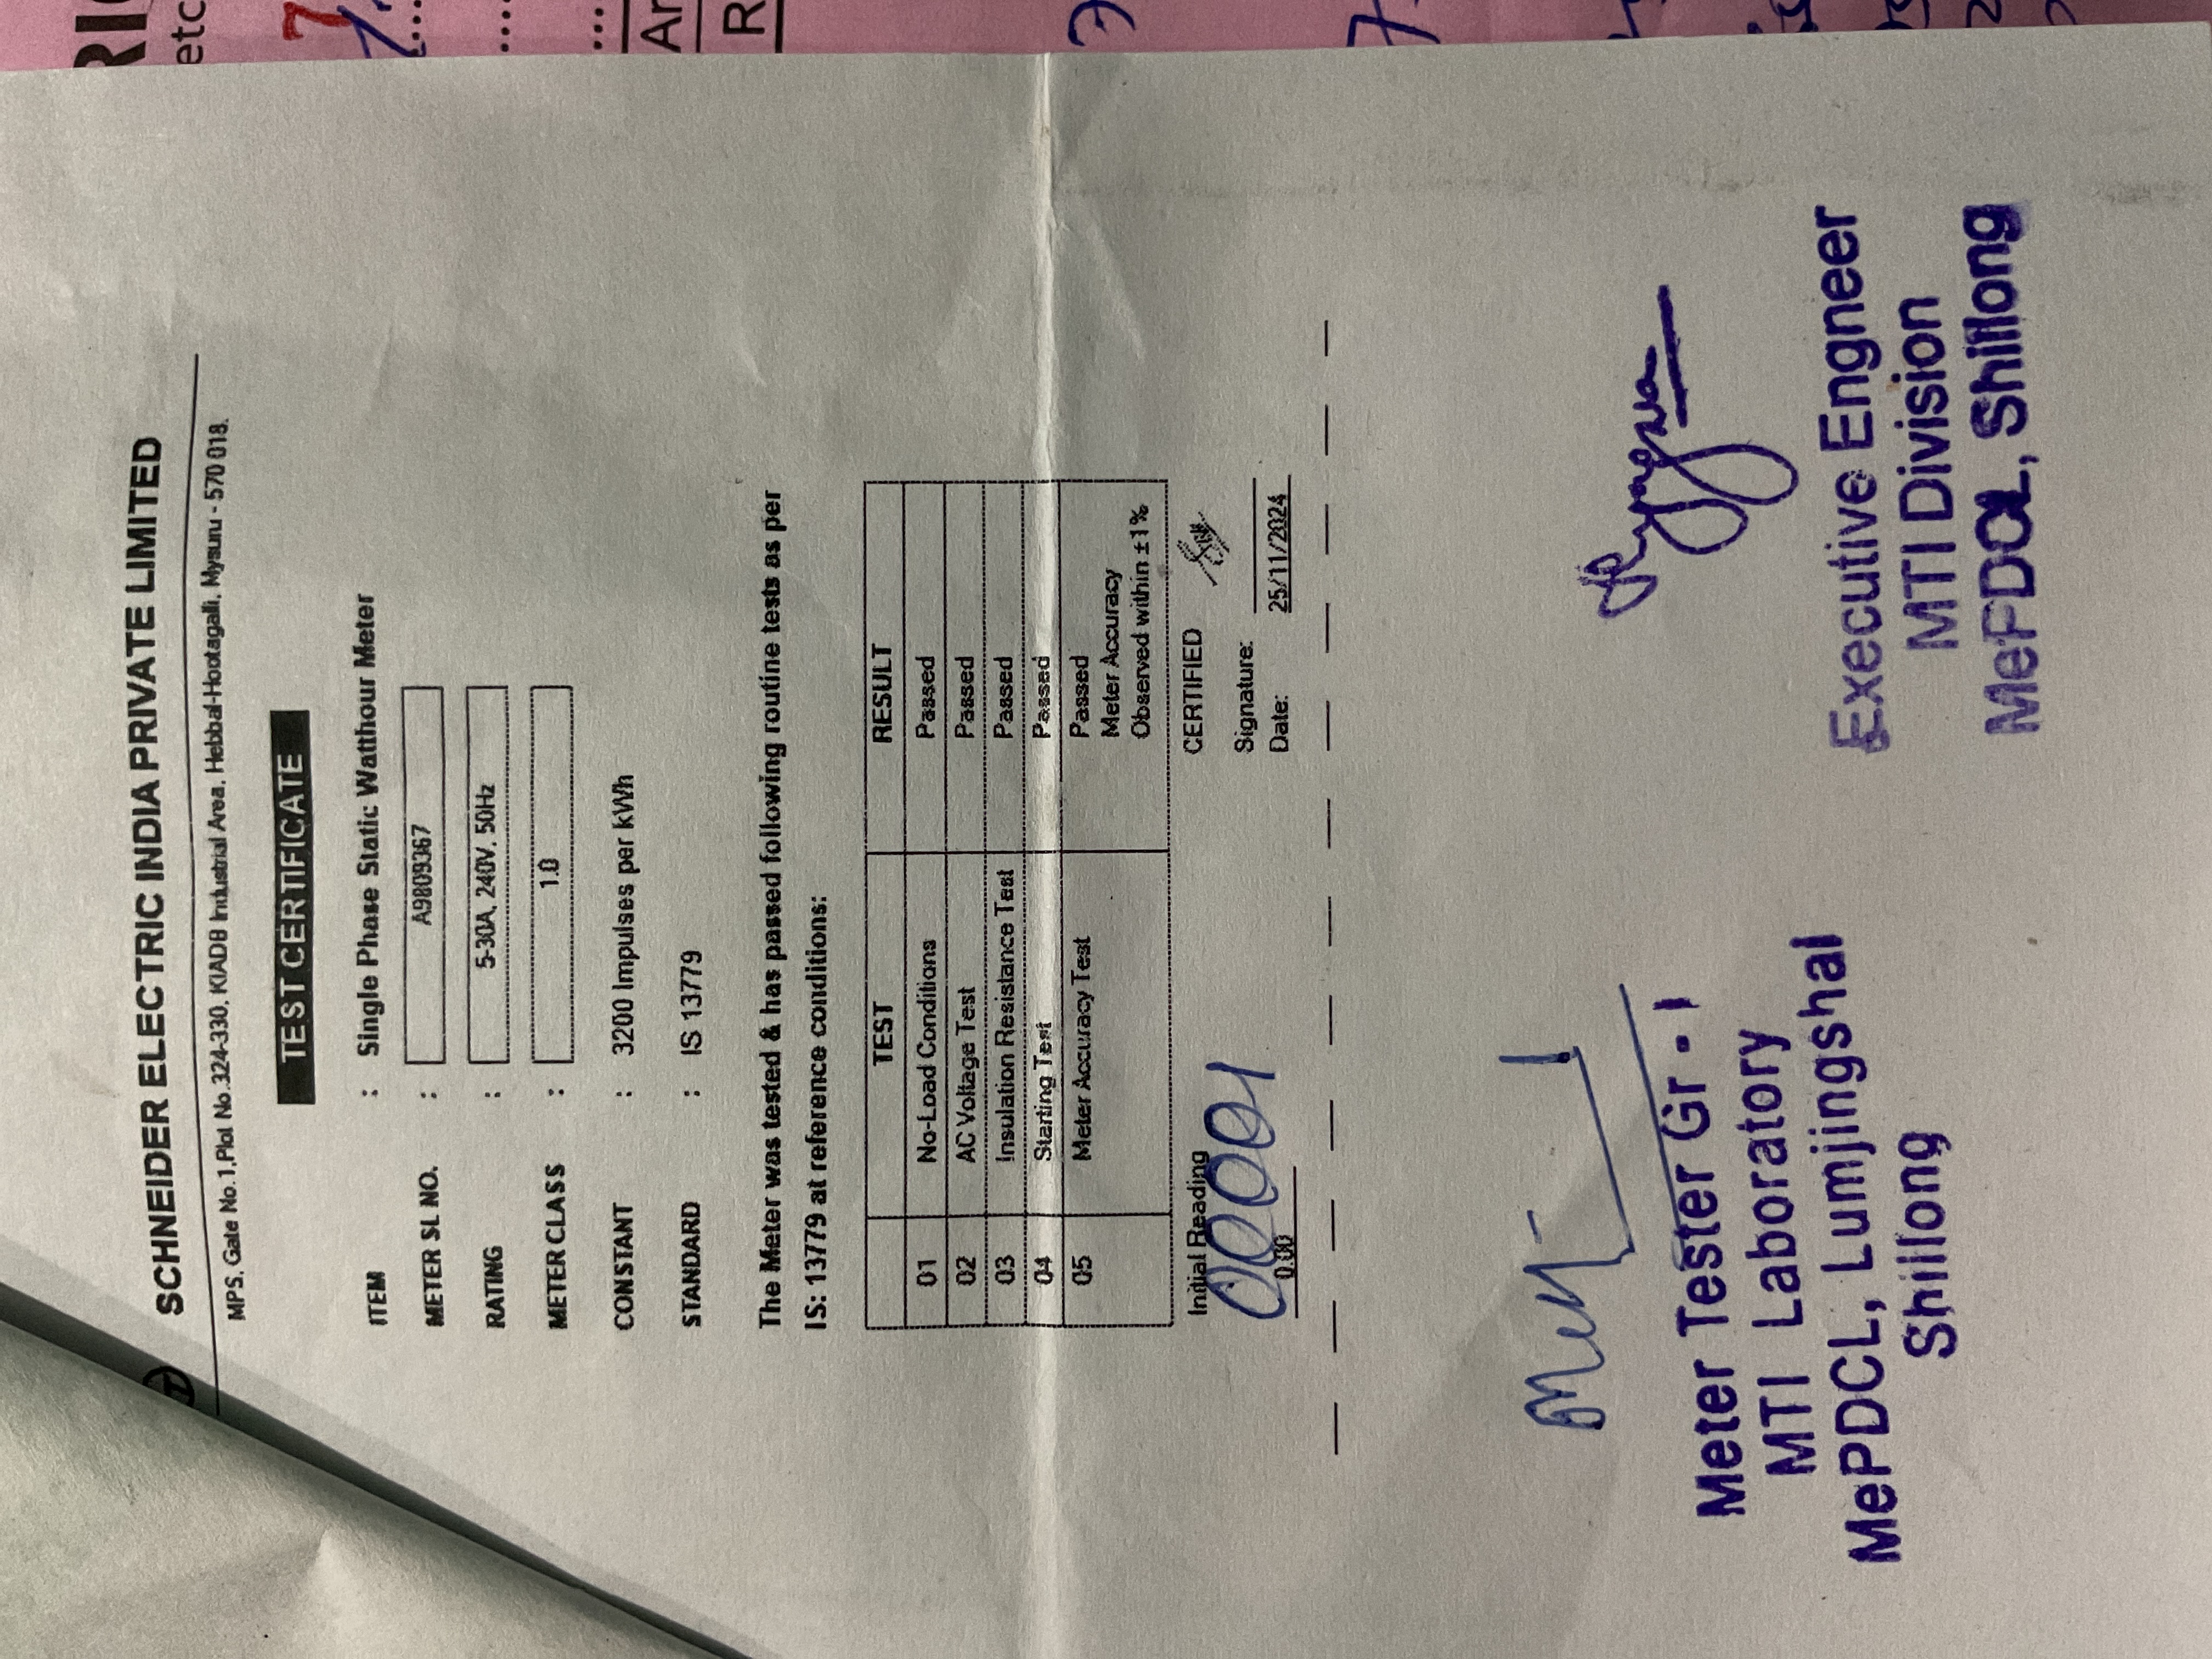 SCHNEIDER ELECTRIC INDIA PRIVATE LIMITED
MPS, Gate No.1,Plot No.324-330, KIADB Industrial Area, Hebbal-Hootagalli, Mysuru - 570 018.
TEST CERTIFICATE
ITEM : Single Phase Static Watthour Meter
METER SL NO. : A9809367
RATING : 5-30A, 240V, 50Hz
METER CLASS : 1.0
CONSTANT : 3200 Impulses per kWh
STANDARD : IS 13779
The Meter was tested & has passed following routine tests as per
IS: 13779 at reference conditions:
TEST RESULT
01 No-Load Conditions Passed
02 AC Voltage Test Passed
03 Insulation Resistance Test Passed
04 Starting Test Passed
05 Meter Accuracy Test Passed
Meter Accuracy
Observed within ±1%
Initial Reading CERTIFIED
00001
Signature:
0.00 Date: 25/11/2024
Meter Tester Gr - I
MTI Laboratory
MePDCL, Lumjingshai
Shillong
Executive Engneer
MTI Division
MePDCL, Shillong
etc
Ar
R